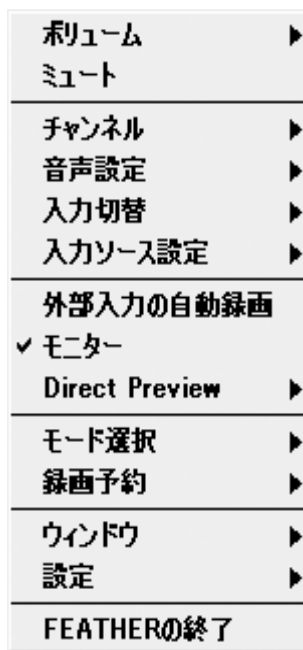 ボリューム
ミュート
チャンネル
音声設定
入力切替
入力ソース設定
外部入力の自動録画
モニター
Direct Preview
モード選択
録画予約
ウィンドウ
設定
FEATHERの終了